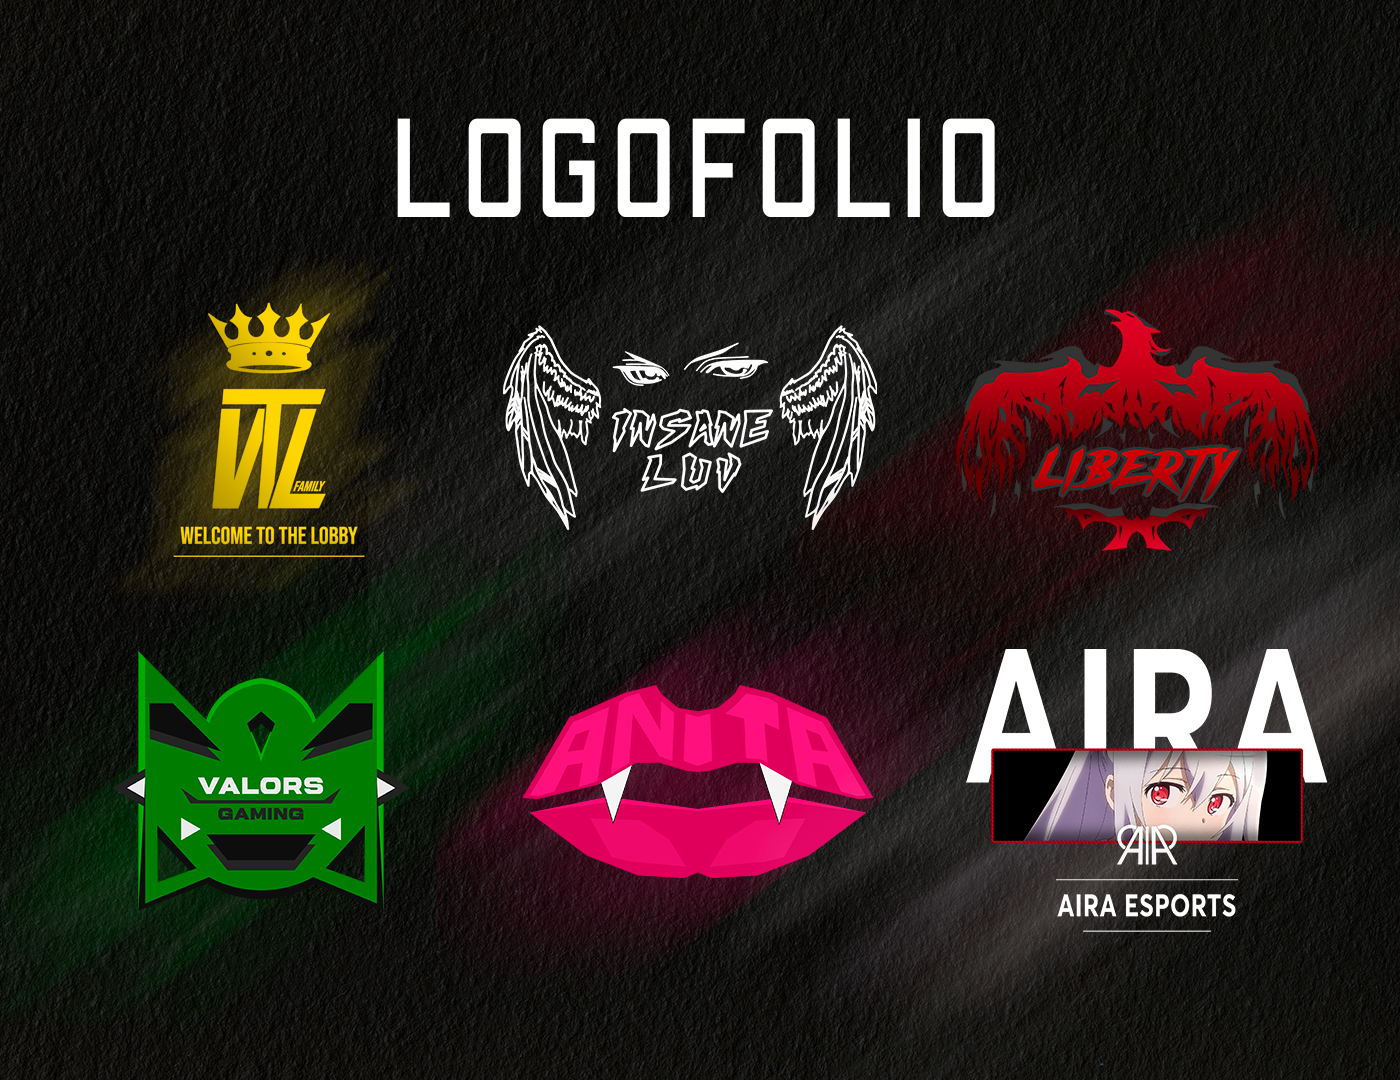 LOGOFOLIO
WTL
FAMILY
WELCOME TO THE LOBBY
INSANE
LUV
LIBERTY
VALORS
GAMING
ANITA
AIRA
AIRA ESPORTS